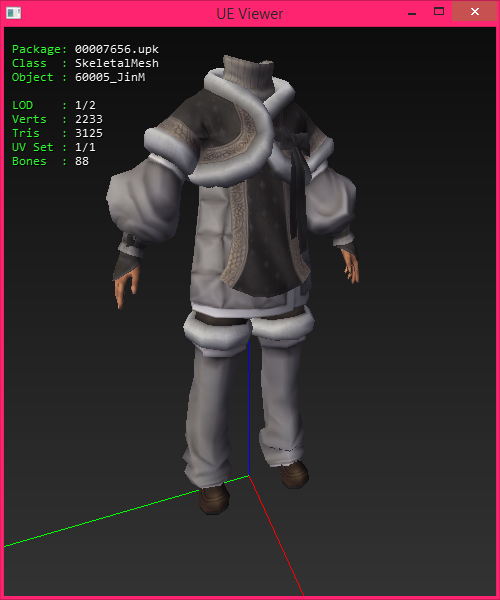 UE Viewer
Package: 00007656.upk
Class : SkeletalMesh
Object : 60005_JinM
LOD : 1/2
Verts : 2233
Tris : 3125
UV Set : 1/1
Bones : 88